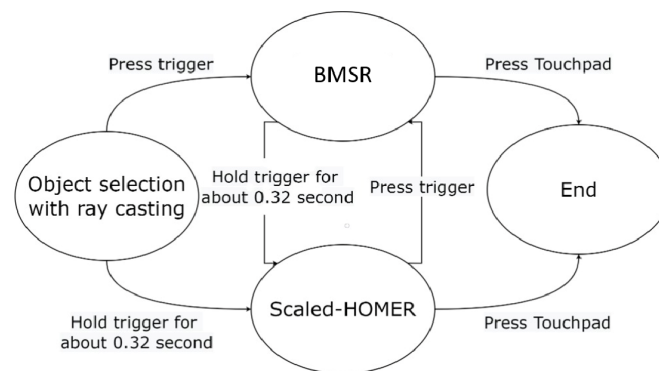 Press trigger
BMSR
Press Touchpad
Object selection
with ray casting
Hold trigger for
about 0.32 second
Press trigger
End
Hold trigger for
about 0.32 second
Scaled-HOMER
Press Touchpad